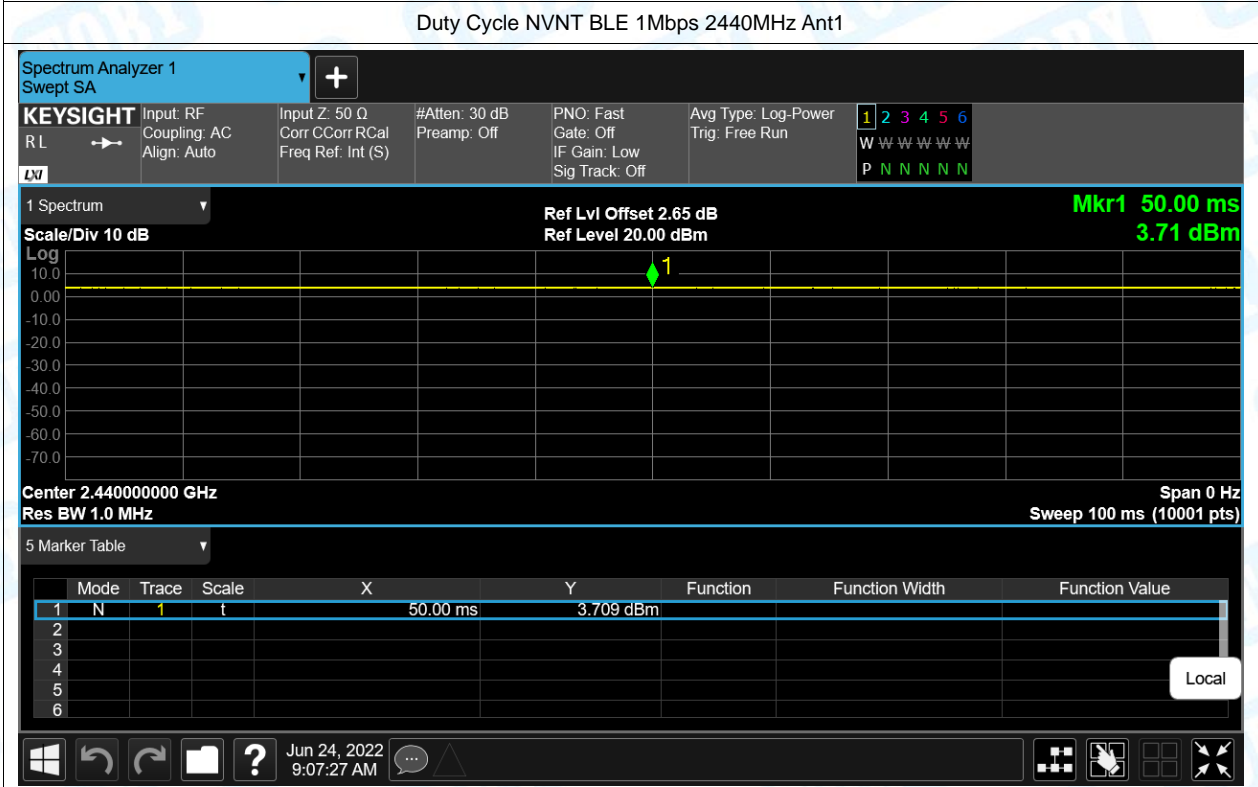 Duty Cycle NVNT BLE 1Mbps 2440MHz Ant1
Spectrum Analyzer 1
Swept SA
KEYSIGHT Input: RF Input Z: 50 Ω #Atten: 30 dB PNO: Fast Avg Type: Log-Power 1 2 3 4 5 6
R L Coupling: AC Corr CCorr RCal Preamp: Off Gate: Off Trig: Free Run W W W W W W
Align: Auto Freq Ref: Int (S) IF Gain: Low
LXI Sig Track: Off P N N N N N
1 Spectrum Ref Lvl Offset 2.65 dB Mkr1 50.00 ms
Scale/Div 10 dB Ref Level 20.00 dBm 3.71 dBm
Log
1
10.0
0.00
-10.0
-20.0
-30.0
-40.0
-50.0
-60.0
-70.0
Center 2.440000000 GHz Span 0 Hz
Res BW 1.0 MHz Sweep 100 ms (10001 pts)
5 Marker Table
Mode Trace Scale X Y Function Function Width Function Value
1 N 1 t 50.00 ms 3.709 dBm
2
3
4
5
6
Local
? Jun 24, 2022
9:07:27 AM